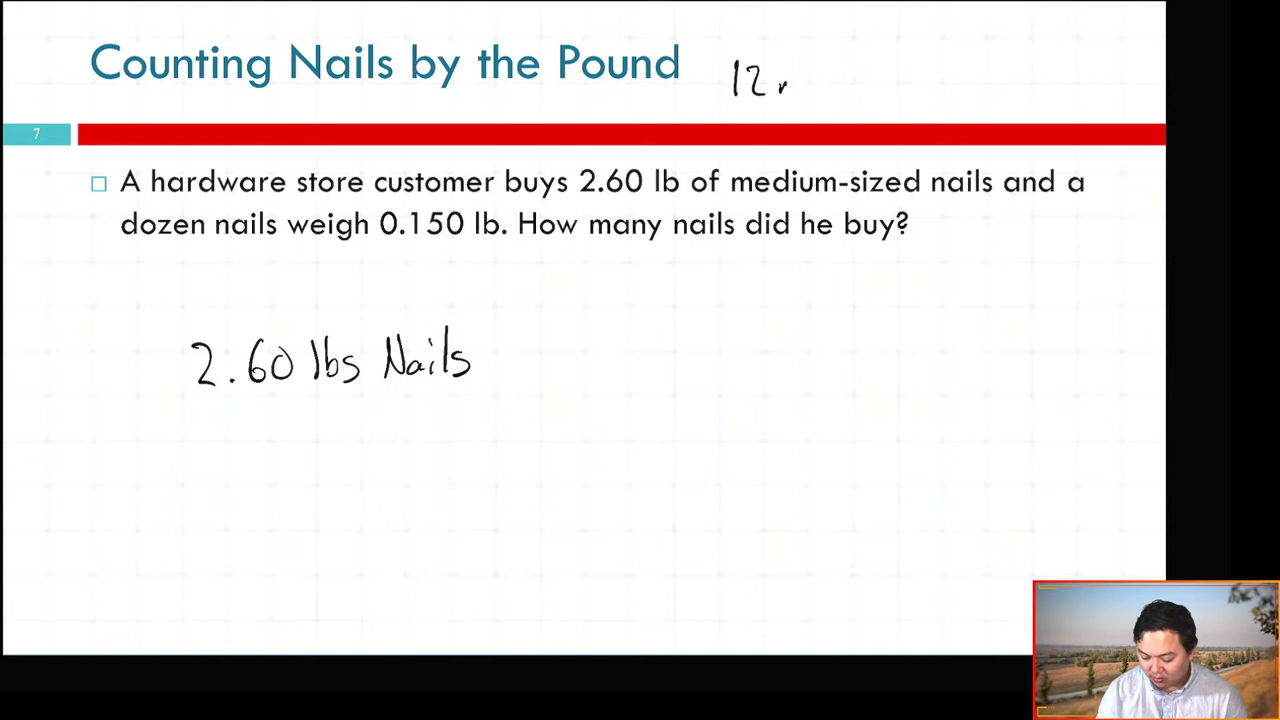 Counting Nails by the Pound
12
7
A hardware store customer buys 2.60 lb of medium-sized nails and a
dozen nails weigh 0.150 lb. How many nails did he buy?
2.60 lbs Nails